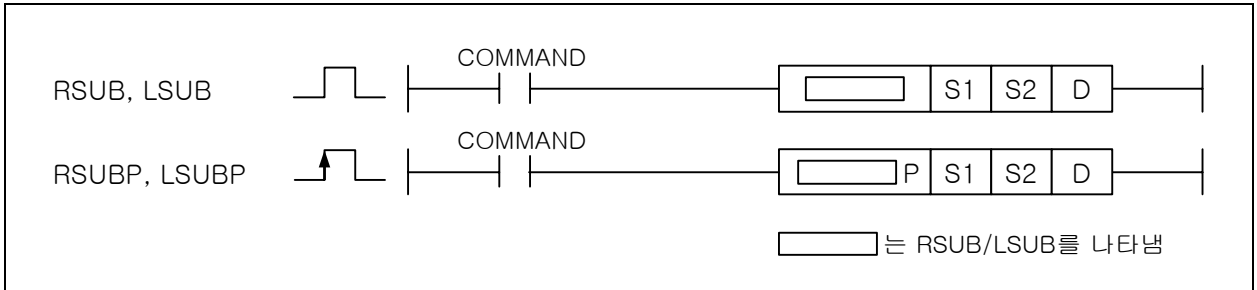 COMMAND
RSUB, LSUB S1 S2 D
COMMAND
RSUBP, LSUBP P S1 S2 D
는 RSUB/LSUB를 나타냄